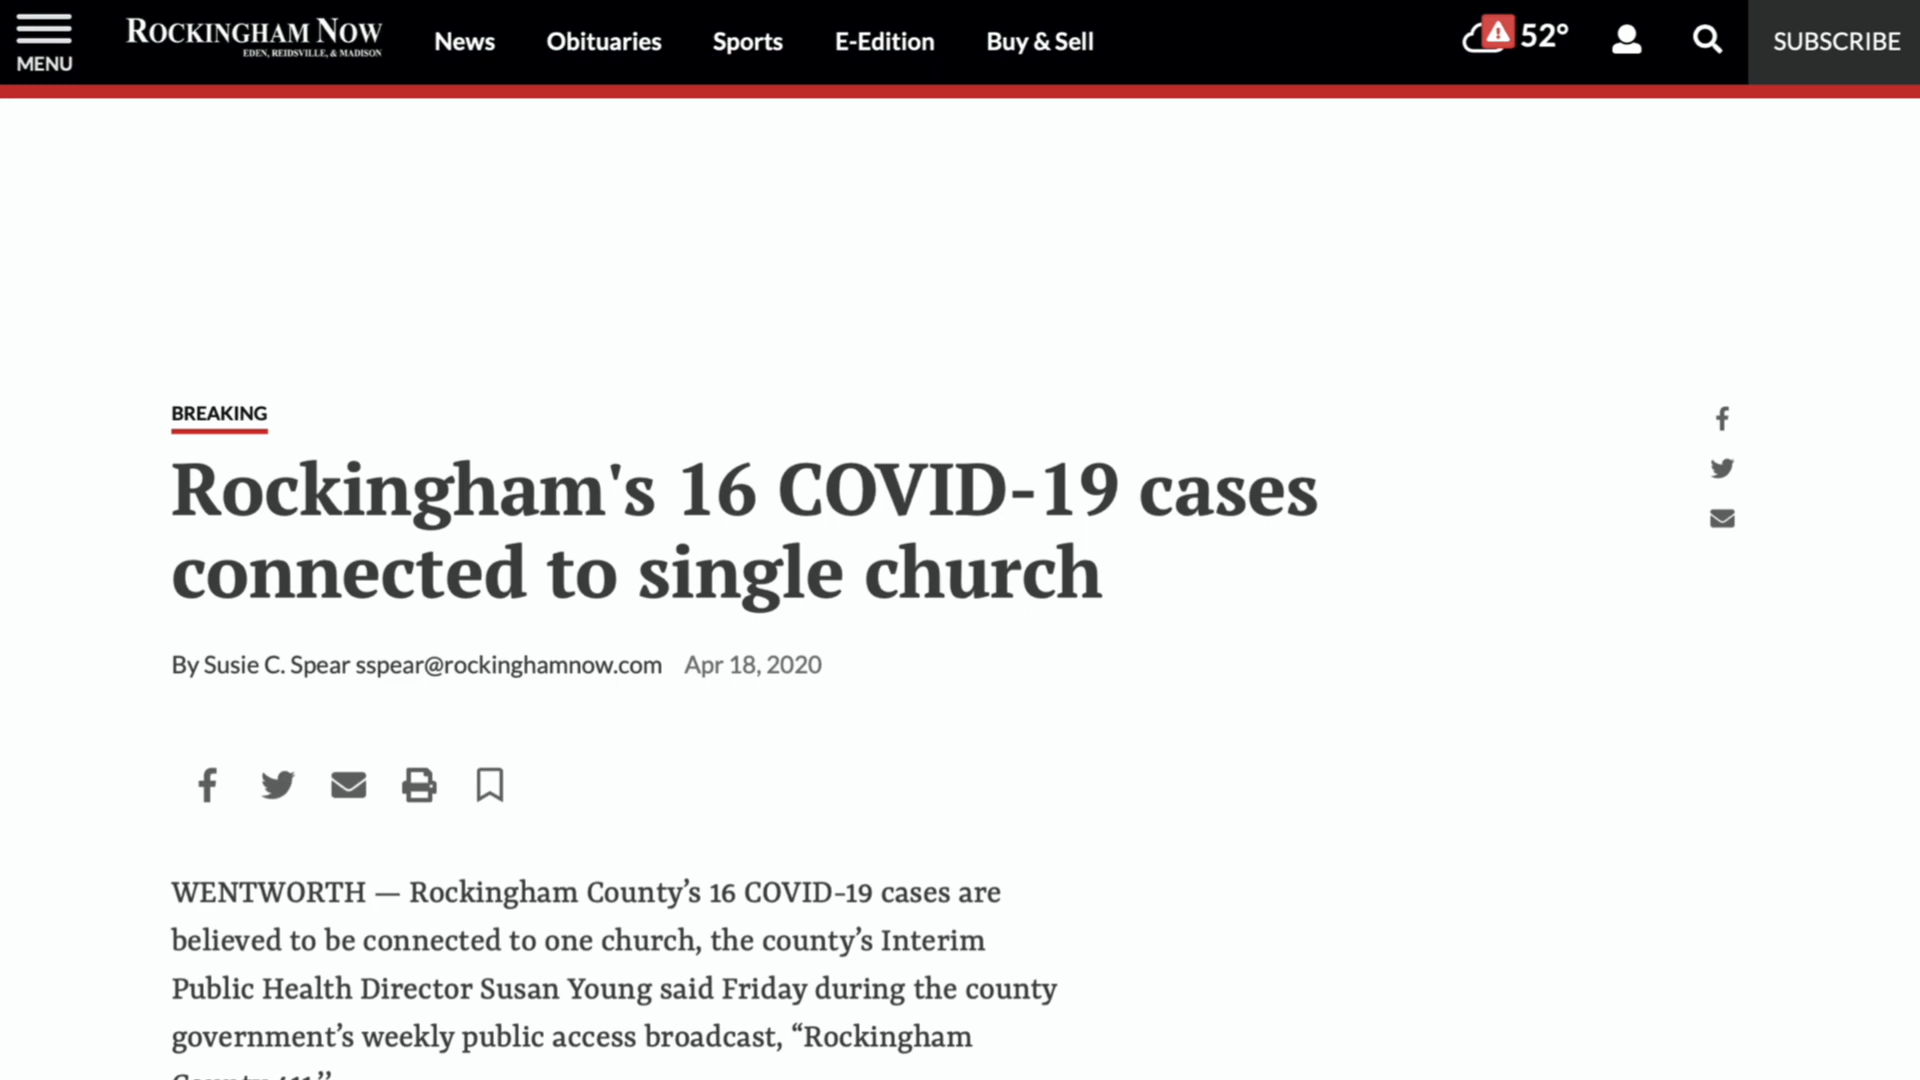 MENU
ROCKINGHAM NOW
EDEN, REIDSVILLE, & MADISON
News
Obituaries
Sports
E-Edition
Buy & Sell
52°
SUBSCRIBE
BREAKING
Rockingham's 16 COVID-19 cases
connected to single church
By Susie C. Spear sspear@rockinghamnow.com Apr 18, 2020
WENTWORTH — Rockingham County’s 16 COVID-19 cases are
believed to be connected to one church, the county’s Interim
Public Health Director Susan Young said Friday during the county
government’s weekly public access broadcast, “Rockingham